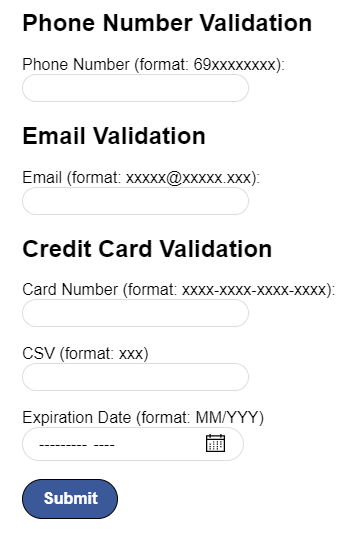 Phone Number Validation
Phone Number (format: 69xxxxxxxx):
Email Validation
Email (format: xxxxx@xxxxx.xxx):
Credit Card Validation
Card Number (format: xxxx-xxxx-xxxx-xxxx):
CSV (format: xxx)
Expiration Date (format: MM/YYY)
--------- ----
Submit